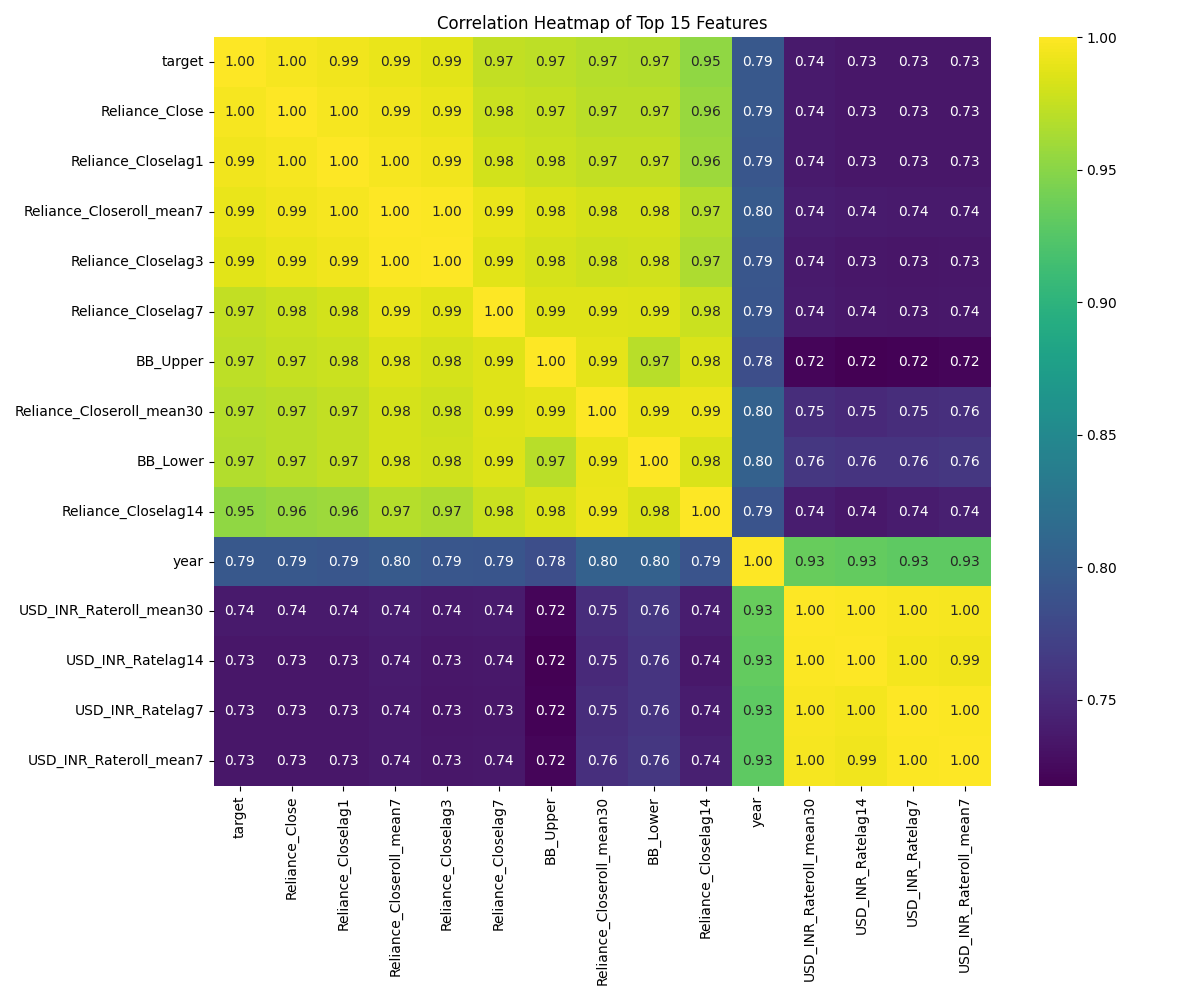 Correlation Heatmap of Top 15 Features
target 1.00 1.00 0.99 0.99 0.99 0.97 0.97 0.97 0.97 0.95 0.79 0.74 0.73 0.73 0.73
Reliance_Close 1.00 1.00 1.00 0.99 0.99 0.98 0.97 0.97 0.97 0.96 0.79 0.74 0.73 0.73 0.73
Reliance_Closelag1 0.99 1.00 1.00 1.00 0.99 0.98 0.98 0.97 0.97 0.96 0.79 0.74 0.73 0.73 0.73
Reliance_Closeroll_mean7 0.99 0.99 1.00 1.00 1.00 0.99 0.98 0.98 0.98 0.97 0.80 0.74 0.74 0.74 0.74
Reliance_Closelag3 0.99 0.99 0.99 1.00 1.00 0.99 0.98 0.98 0.98 0.97 0.79 0.74 0.73 0.73 0.73
Reliance_Closelag7 0.97 0.98 0.98 0.99 0.99 1.00 0.99 0.99 0.99 0.98 0.79 0.74 0.74 0.73 0.74
BB_Upper 0.97 0.97 0.98 0.98 0.98 0.99 1.00 0.99 0.97 0.98 0.78 0.72 0.72 0.72 0.72
Reliance_Closeroll_mean30 0.97 0.97 0.97 0.98 0.98 0.99 0.99 1.00 0.99 0.99 0.80 0.75 0.75 0.75 0.76
BB_Lower 0.97 0.97 0.97 0.98 0.98 0.99 0.97 0.99 1.00 0.98 0.80 0.76 0.76 0.76 0.76
Reliance_Closelag14 0.95 0.96 0.96 0.97 0.97 0.98 0.98 0.99 0.98 1.00 0.79 0.74 0.74 0.74 0.74
year 0.79 0.79 0.79 0.80 0.79 0.79 0.78 0.80 0.80 0.79 1.00 0.93 0.93 0.93 0.93
USD_INR_Rateroll_mean30 0.74 0.74 0.74 0.74 0.74 0.74 0.72 0.75 0.76 0.74 0.93 1.00 1.00 1.00 1.00
USD_INR_Ratelag14 0.73 0.73 0.73 0.74 0.73 0.74 0.72 0.75 0.76 0.74 0.93 1.00 1.00 1.00 0.99
USD_INR_Ratelag7 0.73 0.73 0.73 0.74 0.73 0.73 0.72 0.75 0.76 0.74 0.93 1.00 1.00 1.00 1.00
USD_INR_Rateroll_mean7 0.73 0.73 0.73 0.74 0.73 0.74 0.72 0.76 0.76 0.74 0.93 1.00 0.99 1.00 1.00
target
Reliance_Close
Reliance_Closelag1
Reliance_Closeroll_mean7
Reliance_Closelag3
Reliance_Closelag7
BB_Upper
Reliance_Closeroll_mean30
BB_Lower
Reliance_Closelag14
year
USD_INR_Rateroll_mean30
USD_INR_Ratelag14
USD_INR_Ratelag7
USD_INR_Rateroll_mean7
1.00
0.95
0.90
0.85
0.80
0.75